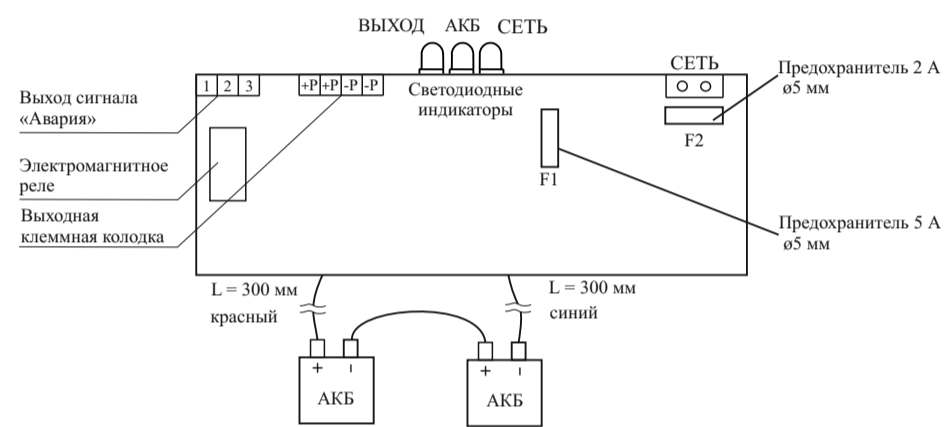 ВЫХОД АКБ СЕТЬ
Выход сигнала
«Авария»
Электромагнитное
реле
Выходная
клеммная колодка
1 2 3
+Р +Р -Р -Р
Светодиодные
индикаторы
СЕТЬ
F2
F1
Предохранитель 2 А
ø5 мм
Предохранитель 5 А
ø5 мм
L = 300 мм
красный
L = 300 мм
синий
+ –
АКБ
+ –
АКБ